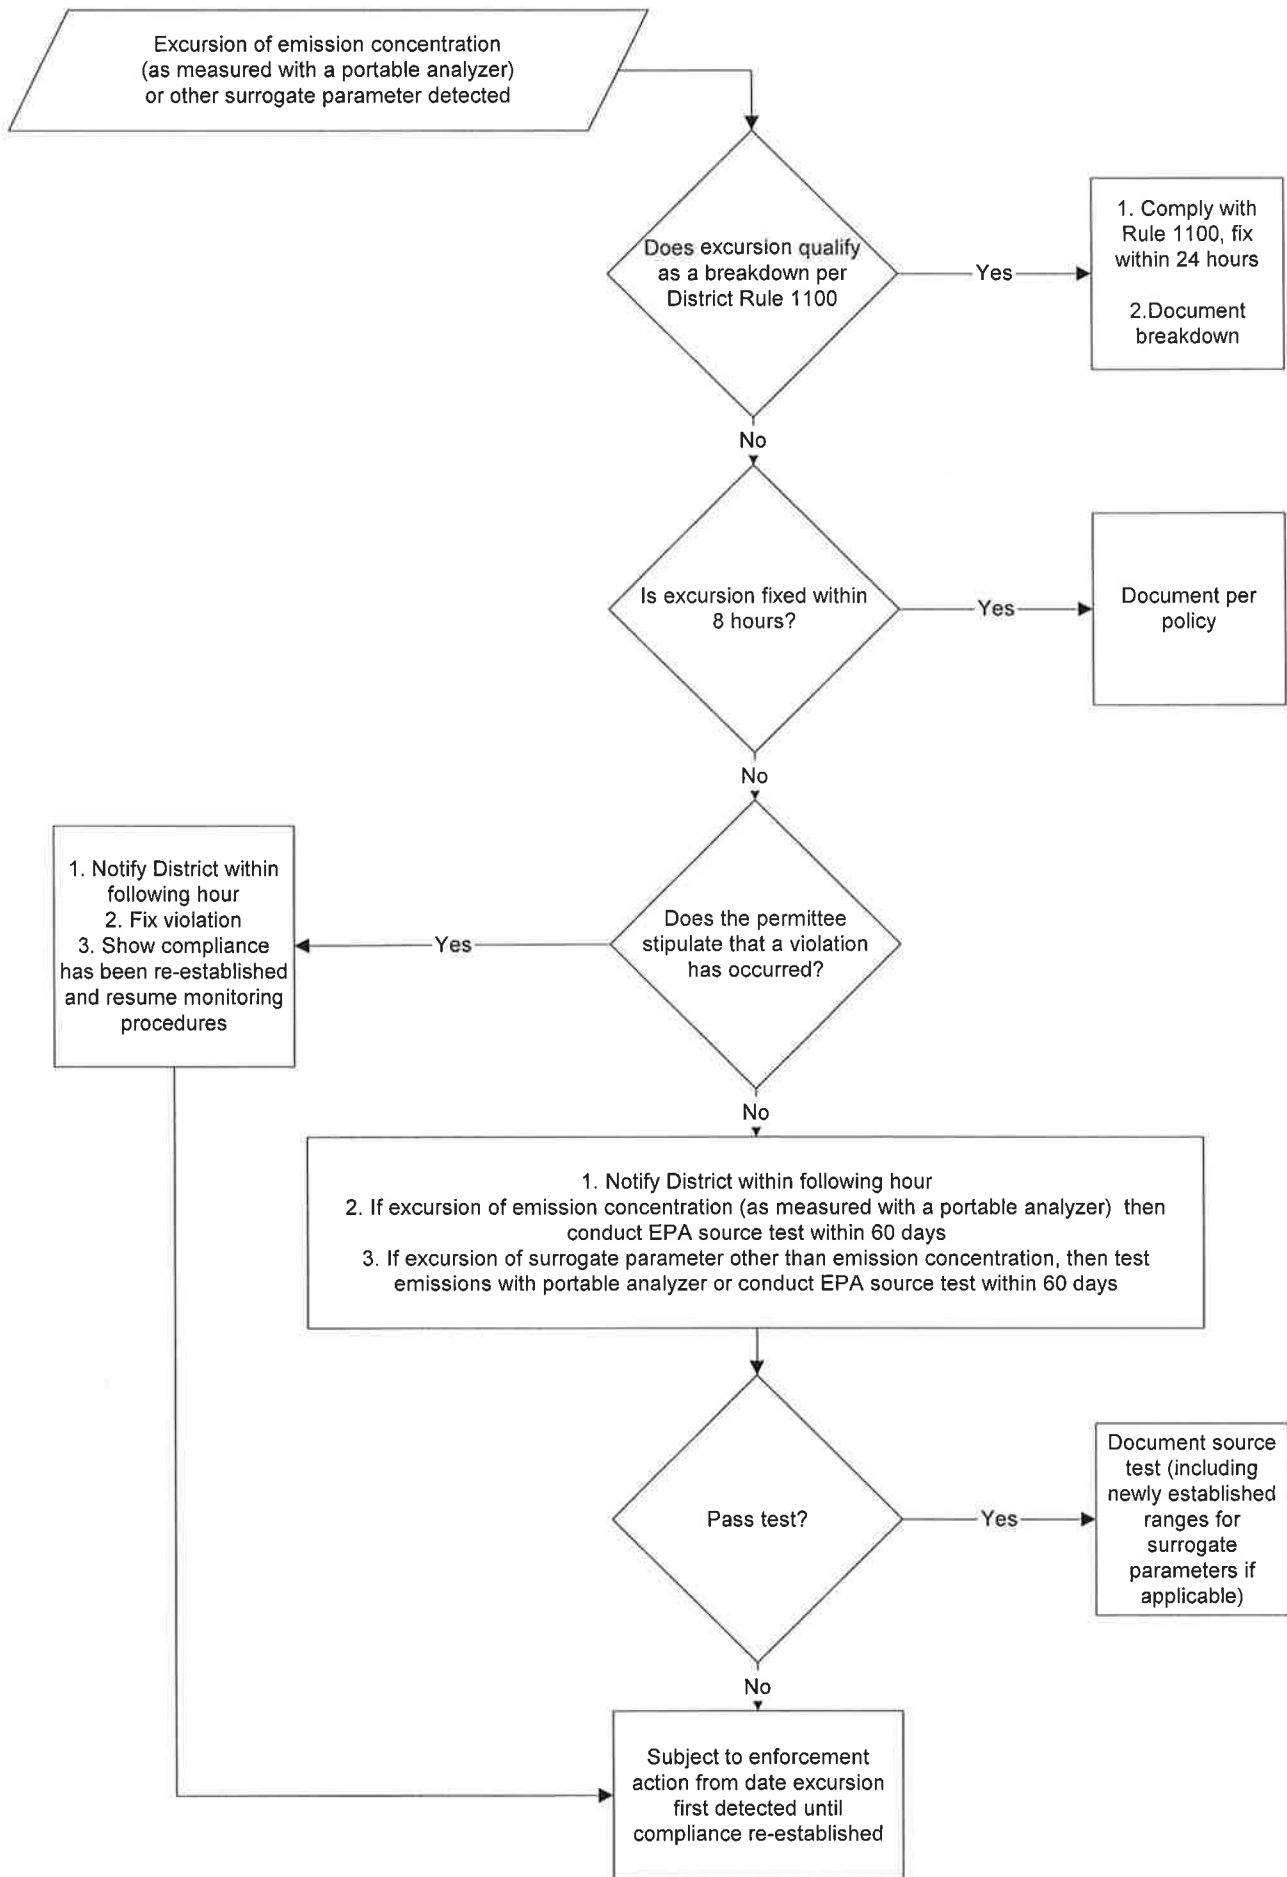 Excursion of emission concentration
(as measured with a portable analyzer)
or other surrogate parameter detected
Does excursion qualify
as a breakdown per
District Rule 1100
Yes
1. Comply with
Rule 1100, fix
within 24 hours
2.Document
breakdown
No
Is excursion fixed within
8 hours?
Yes
Document per
policy
No
Does the permittee
stipulate that a violation
has occurred?
Yes
1. Notify District within
following hour
2. Fix violation
3. Show compliance
has been re-established
and resume monitoring
procedures
No
1. Notify District within following hour
2. If excursion of emission concentration (as measured with a portable analyzer) then
conduct EPA source test within 60 days
3. If excursion of surrogate parameter other than emission concentration, then test
emissions with portable analyzer or conduct EPA source test within 60 days
Pass test?
Yes
Document source
test (including
newly established
ranges for
surrogate
parameters if
applicable)
No
Subject to enforcement
action from date excursion
first detected until
compliance re-established